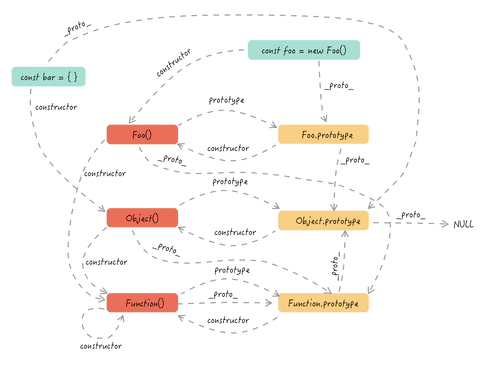 _proto_
const foo = new Foo()
constructor
const bar = { }
_proto_
constructor
prototype
Foo()
Foo.prototype
constructor
_proto_
_proto_
constructor
prototype
Object()
Object.prototype
_proto_
NULL
constructor
_proto_
constructor
_proto_
prototype
_proto_
Function()
Function.prototype
constructor
constructor